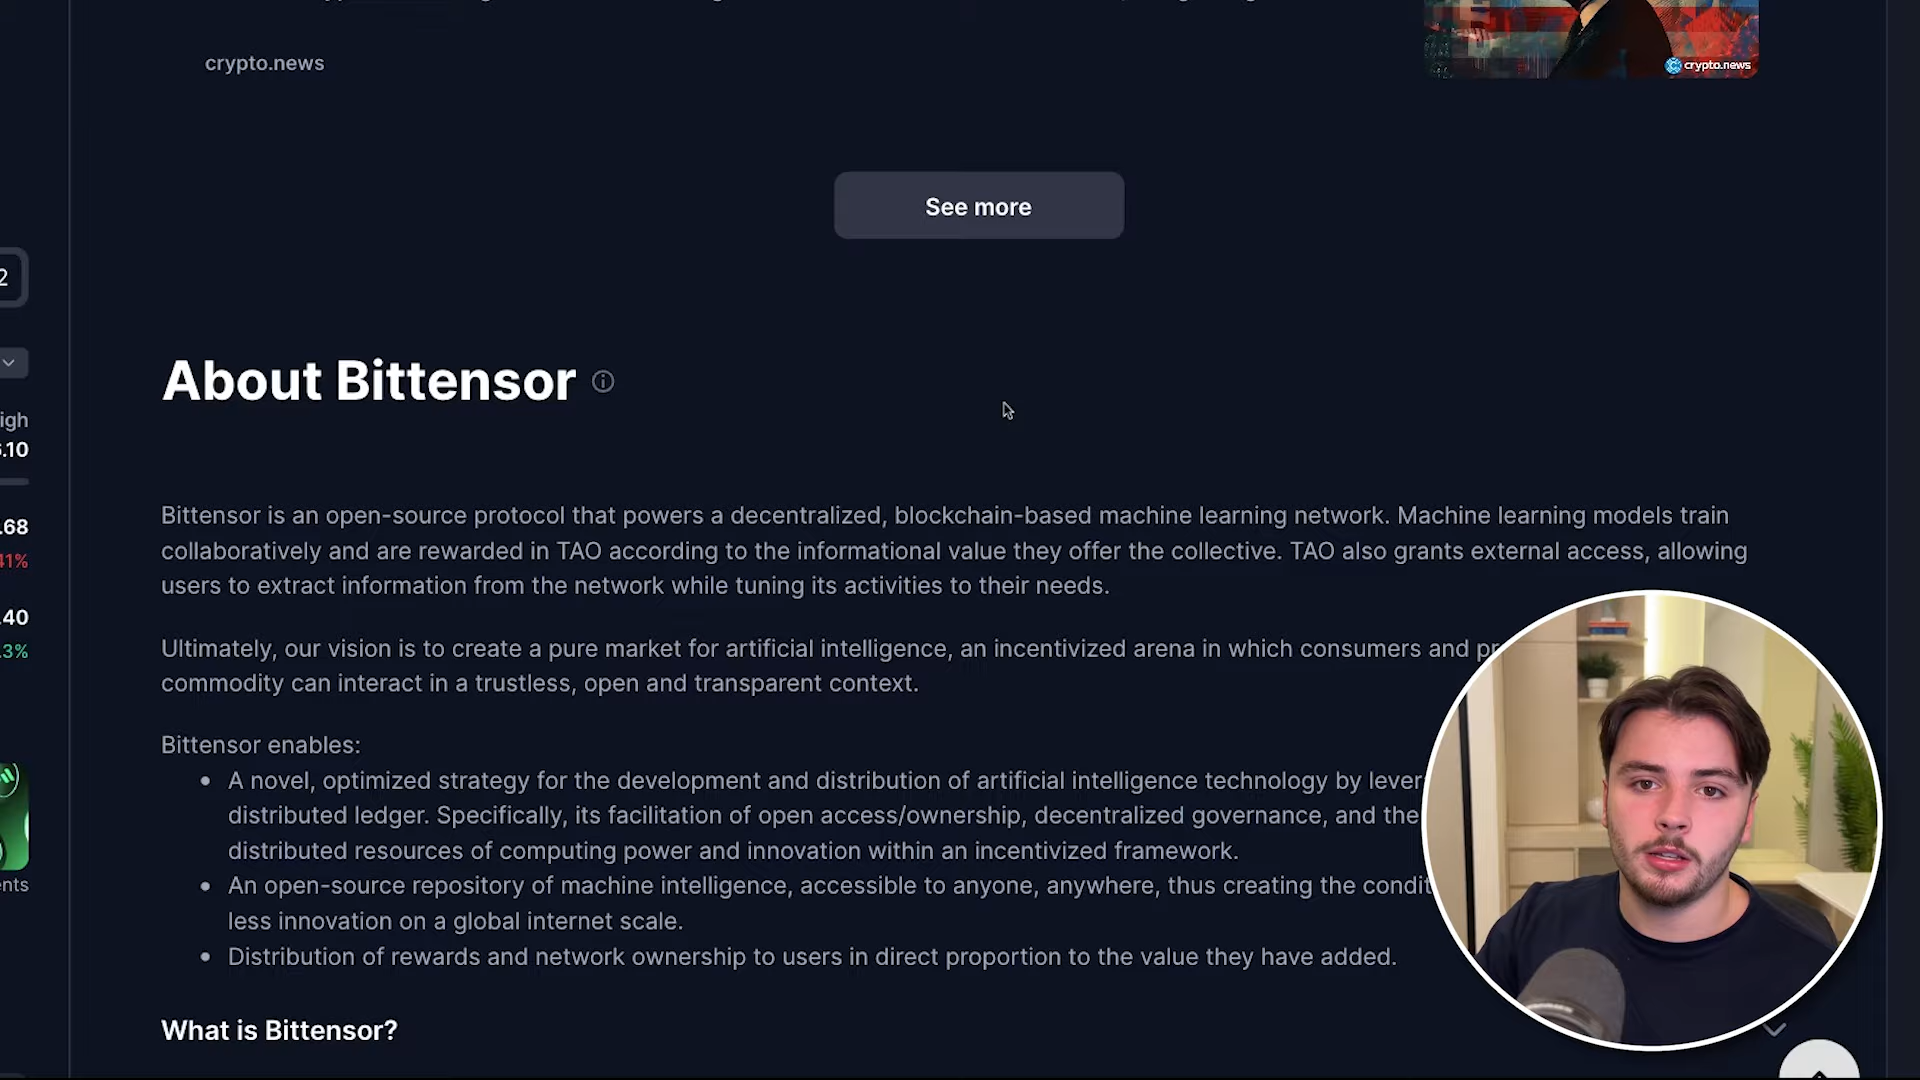 crypto.news
crypto.news
See more
2
igh
.10
.68
41%
.40
.3%
nts
About Bittensor
Bittensor is an open-source protocol that powers a decentralized, blockchain-based machine learning network. Machine learning models train
collaboratively and are rewarded in TAO according to the informational value they offer the collective. TAO also grants external access, allowing
users to extract information from the network while tuning its activities to their needs.
Ultimately, our vision is to create a pure market for artificial intelligence, an incentivized arena in which consumers and
commodity can interact in a trustless, open and transparent context.
Bittensor enables:
• A novel, optimized strategy for the development and distribution of artificial intelligence technology by
distributed ledger. Specifically, its facilitation of open access/ownership, decentralized governance, and the
distributed resources of computing power and innovation within an incentivized framework.
• An open-source repository of machine intelligence, accessible to anyone, anywhere, thus creating the
less innovation on a global internet scale.
• Distribution of rewards and network ownership to users in direct proportion to the value they have added.
What is Bittensor?